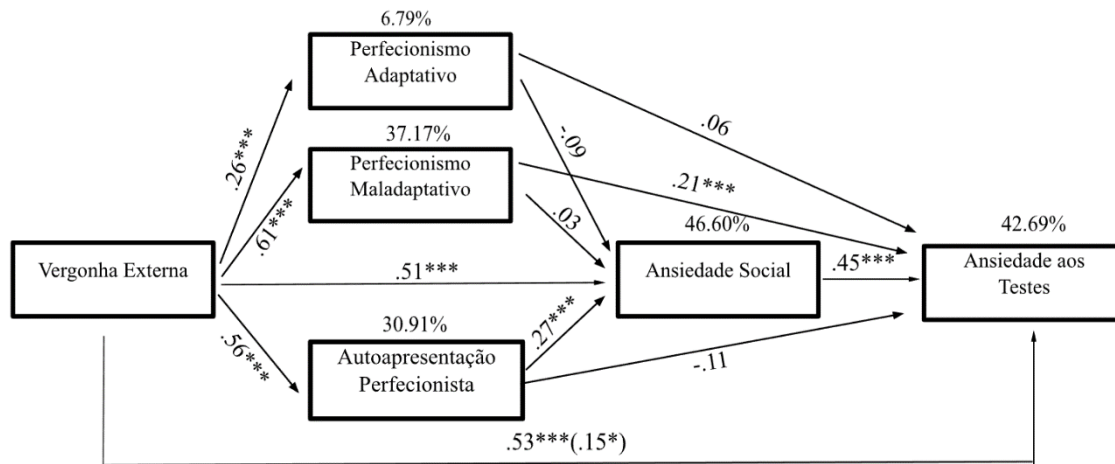 6.79%
Perfecionismo
Adaptativo
.26***
.06
-.09
37.17%
Perfecionismo
Maladaptativo
.61***
.21***
.03
46.60%
42.69%
Vergonha Externa
.51***
Ansiedade Social
.45***
Ansiedade aos
Testes
.56***
30.91%
.27***
Autoapresentação
Perfecionista
-.11
.53***(.15*)